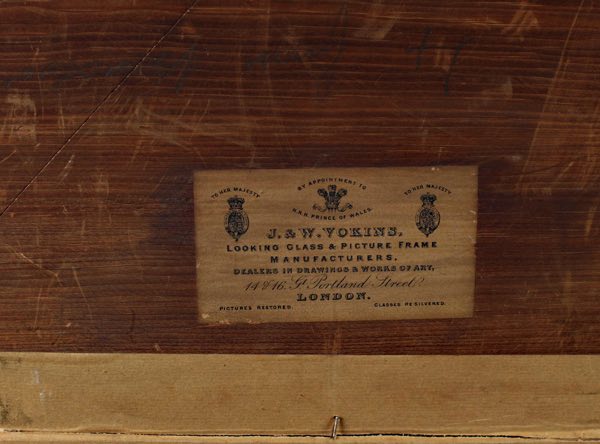 TO HER MAJESTY
BY APPOINTMENT TO
TO HER MAJESTY
H.R.H. PRINCE OF WALES.
J. & W. VOKINS,
LOOKING GLASS & PICTURE FRAME
MANUFACTURERS,
DEALERS IN DRAWINGS & WORKS OF ART,
14 & 16, Gt. Portland Street,
LONDON.
PICTURES RESTORED. GLASSES RE-SILVERED.